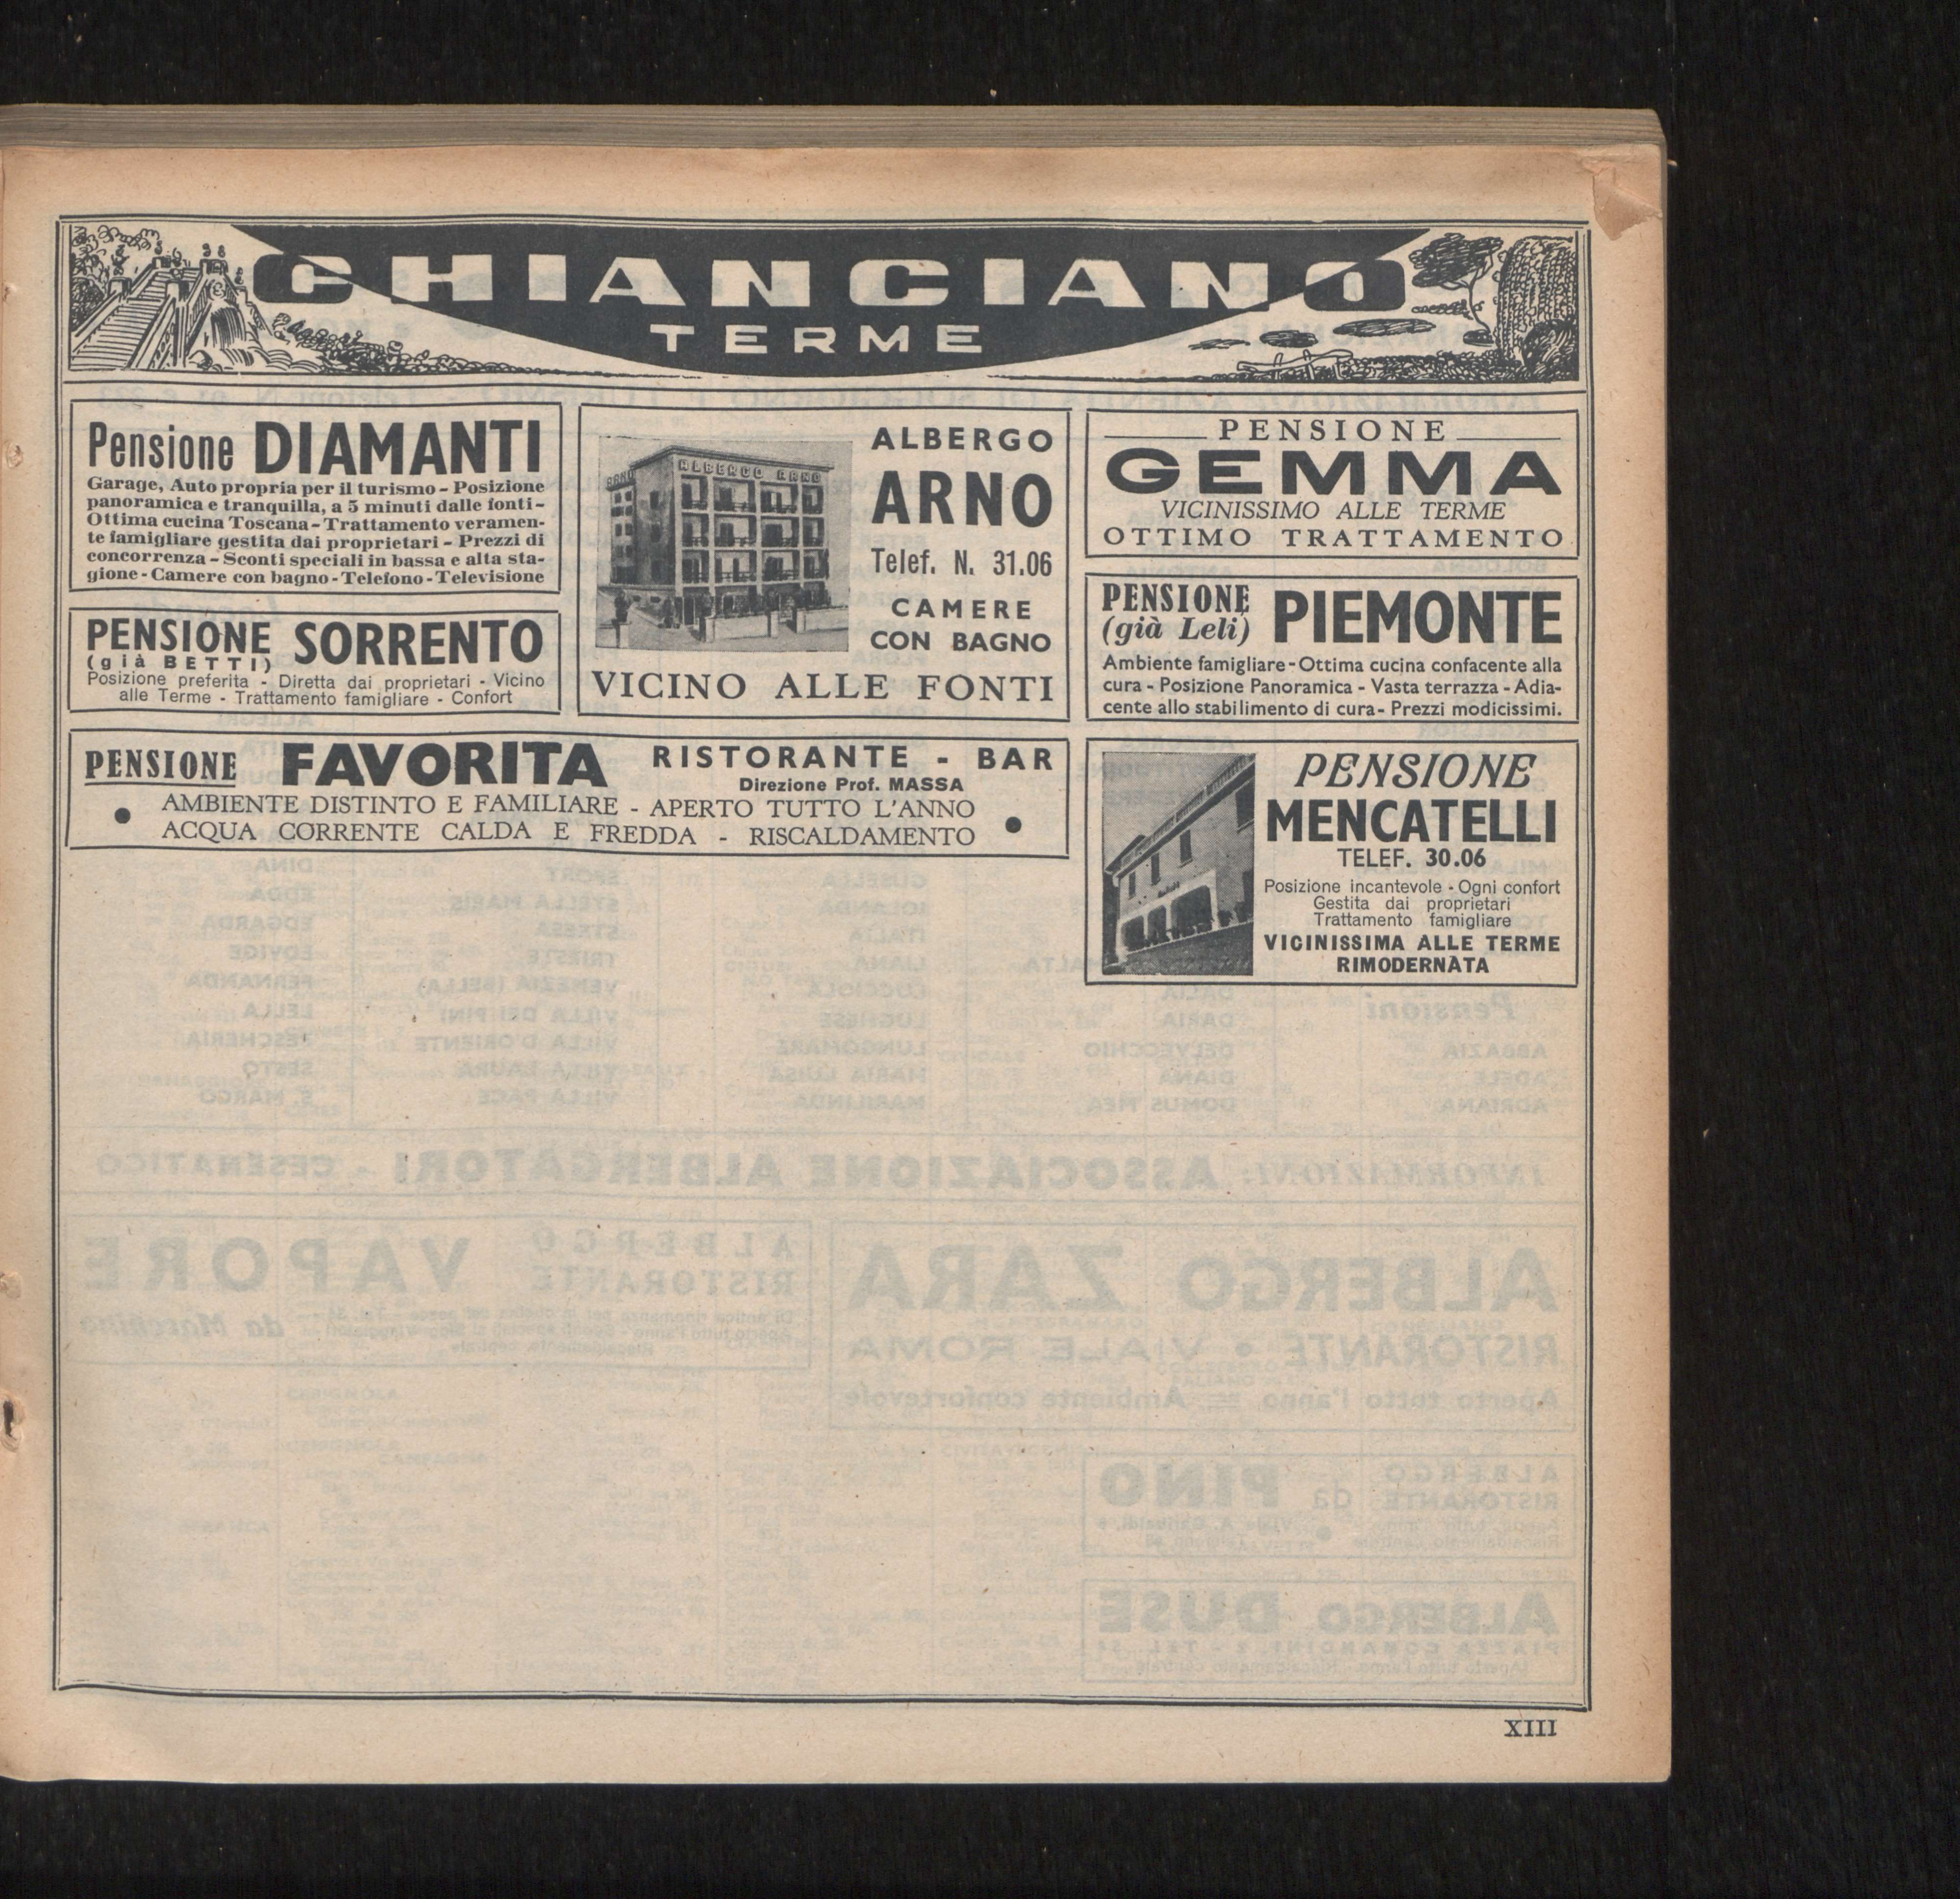 CHIANCIANO
TERME
Pensione DIAMANTI
Garage, Auto propria per il turismo - Posizione
panoramica e tranquilla, a 5 minuti dalle fonti -
Ottima cucina Toscana - Trattamento veramen-
te famigliare gestita dai proprietari - Prezzi di
concorrenza - Sconti speciali in bassa e alta sta-
gione - Camere con bagno - Telefono - Televisione
PENSIONE SORRENTO
(già BETTI)
Posizione preferita - Diretta dai proprietari - Vicino
alle Terme - Trattamento famigliare - Confort
ALBERGO ARNO
ARNO
ALBERGO
ARNO
Telef. N. 31.06
CAMERE
CON BAGNO
VICINO ALLE FONTI
PENSIONE
GEMMA
VICINISSIMO ALLE TERME
OTTIMO TRATTAMENTO
PENSIONE
(già Leli) PIEMONTE
Ambiente famigliare - Ottima cucina confacente alla
cura - Posizione Panoramica - Vasta terrazza - Adia-
cente allo stabilimento di cura - Prezzi modicissimi.
PENSIONE FAVORITA RISTORANTE - BAR
Direzione Prof. MASSA
AMBIENTE DISTINTO E FAMILIARE - APERTO TUTTO L'ANNO
ACQUA CORRENTE CALDA E FREDDA - RISCALDAMENTO
PENSIONE
MENCATELLI
TELEF. 30.06
Posizione incantevole - Ogni confort
Gestita dai proprietari
Trattamento famigliare
VICINISSIMA ALLE TERME
RIMODERNATA
XIII